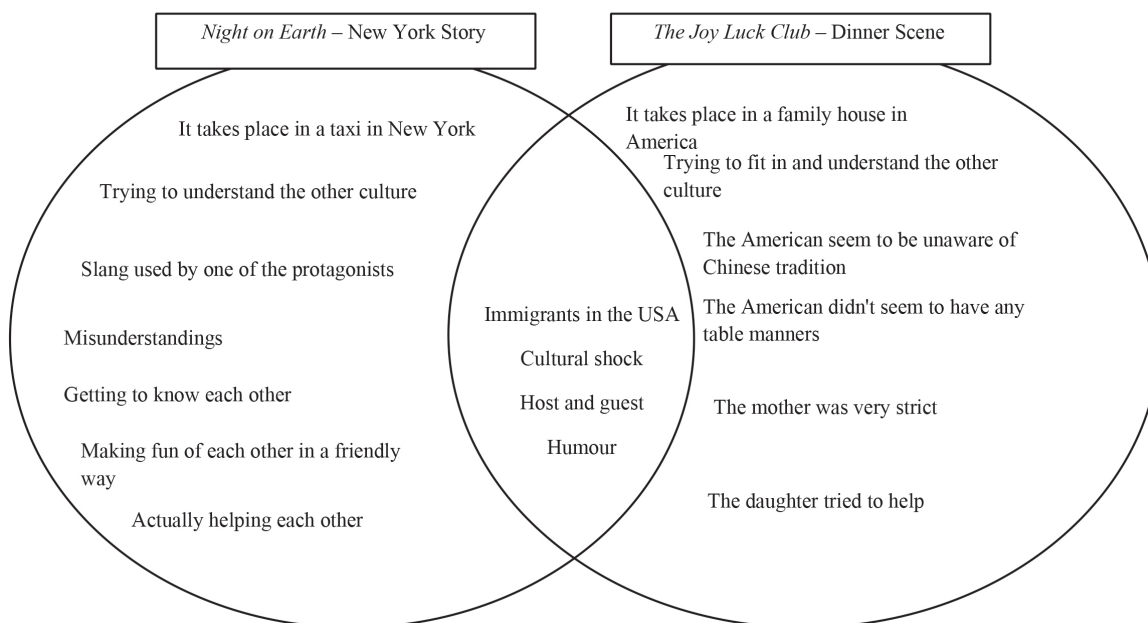 Night on Earth – New York Story
The Joy Luck Club – Dinner Scene
It takes place in a taxi in New York
Trying to understand the other culture
Slang used by one of the protagonists
Misunderstandings
Getting to know each other
Making fun of each other in a friendly
way
Actually helping each other
Immigrants in the USA
Cultural shock
Host and guest
Humour
It takes place in a family house in
America
Trying to fit in and understand the other
culture
The American seem to be unaware of
Chinese tradition
The American didn't seem to have any
table manners
The mother was very strict
The daughter tried to help